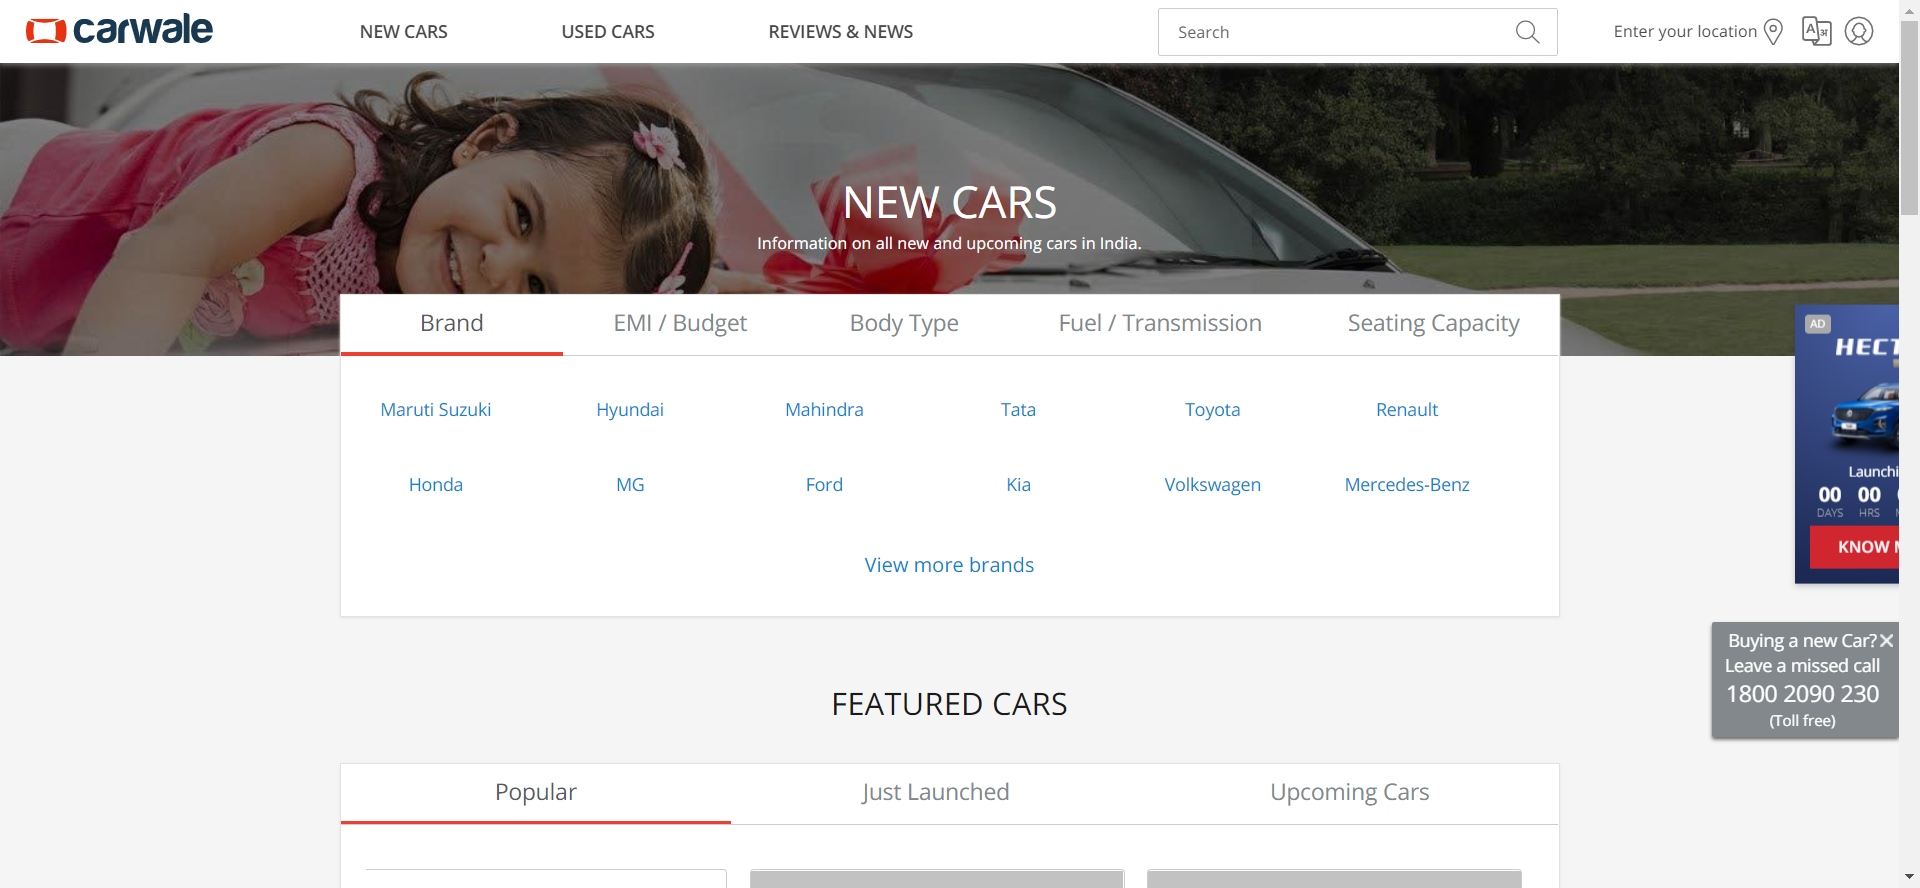 carwale
NEW CARS
USED CARS
REVIEWS & NEWS
Search
Enter your location
NEW CARS
Information on all new and upcoming cars in India.
Brand
EMI / Budget
Body Type
Fuel / Transmission
Seating Capacity
Maruti Suzuki
Hyundai
Mahindra
Tata
Toyota
Renault
Honda
MG
Ford
Kia
Volkswagen
Mercedes-Benz
View more brands
AD
HECT
Launchi
00 00
DAYS HRS
KNOW
Buying a new Car?
Leave a missed call
1800 2090 230
(Toll free)
FEATURED CARS
Popular
Just Launched
Upcoming Cars